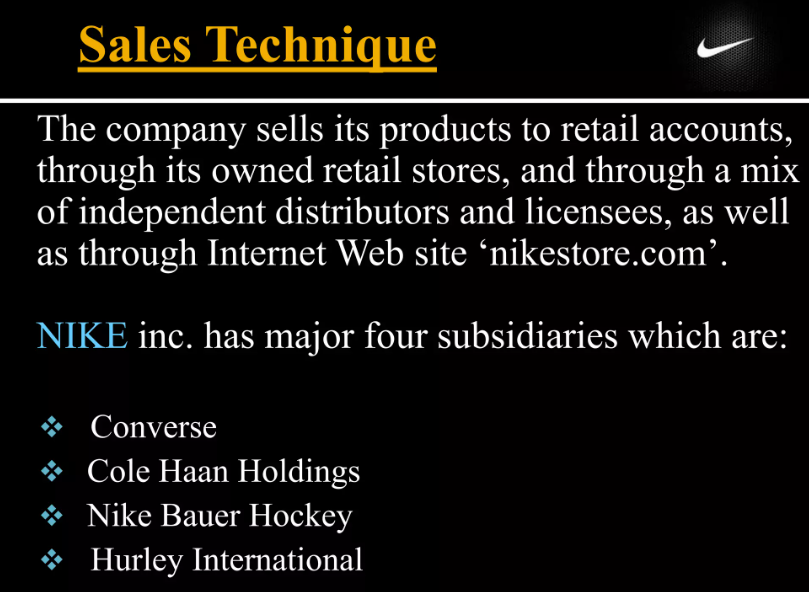 Sales Technique
The company sells its products to retail accounts,
through its owned retail stores, and through a mix
of independent distributors and licensees, as well
as through Internet Web site ‘nikestore.com’.
NIKE inc. has major four subsidiaries which are:
Converse
Cole Haan Holdings
Nike Bauer Hockey
Hurley International